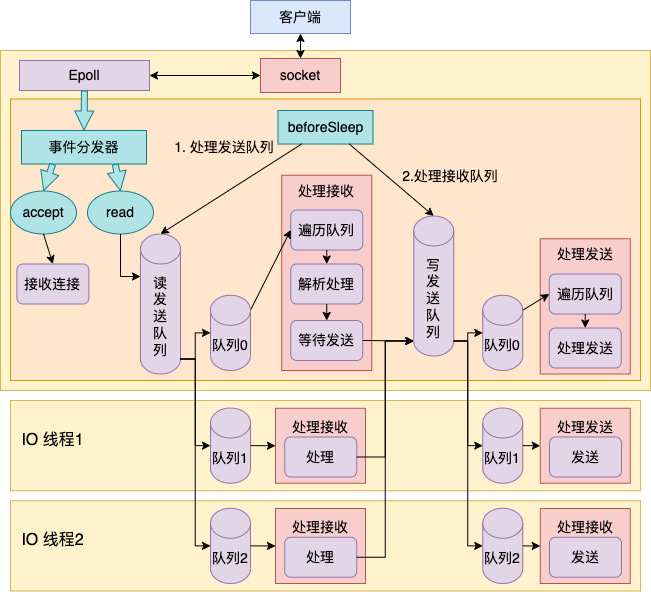 客户端
Epoll
socket
事件分发器
beforeSleep
1. 处理发送队列
2.处理接收队列
accept
read
接收连接
读发送队列
队列0
处理接收
遍历队列
解析处理
等待发送
写发送队列
队列0
处理发送
遍历队列
处理发送
IO 线程1
队列1
处理接收
处理
队列1
处理发送
发送
IO 线程2
队列2
处理接收
处理
队列2
处理接收
发送